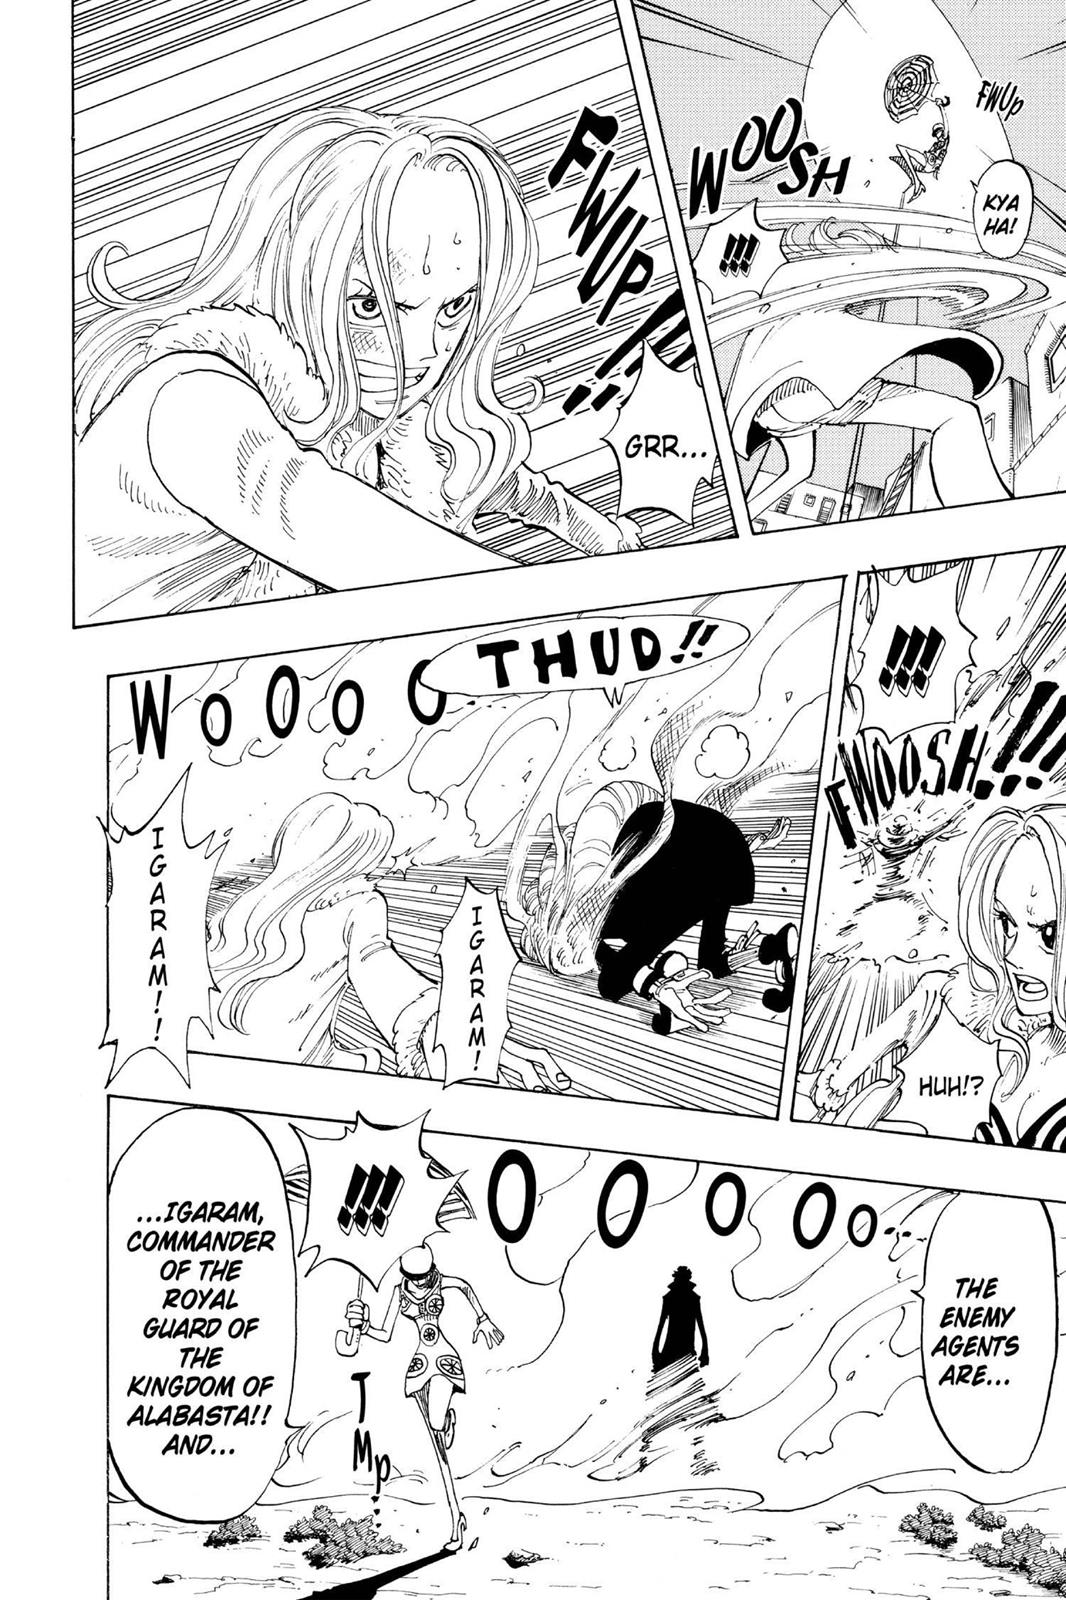 FWUP
KYA
HA!
WOOSH
!!!
FWUP!!
GRR...
!!!
FWOOSH!!!
HUH!?
THUD!!
WOOOO
IGARAM!
IGARAM!!
THE
ENEMY
AGENTS
ARE...
OOOOO...
!!!
TMP...
...IGARAM,
COMMANDER
OF THE
ROYAL
GUARD OF
THE
KINGDOM OF
ALABASTA!!
AND...